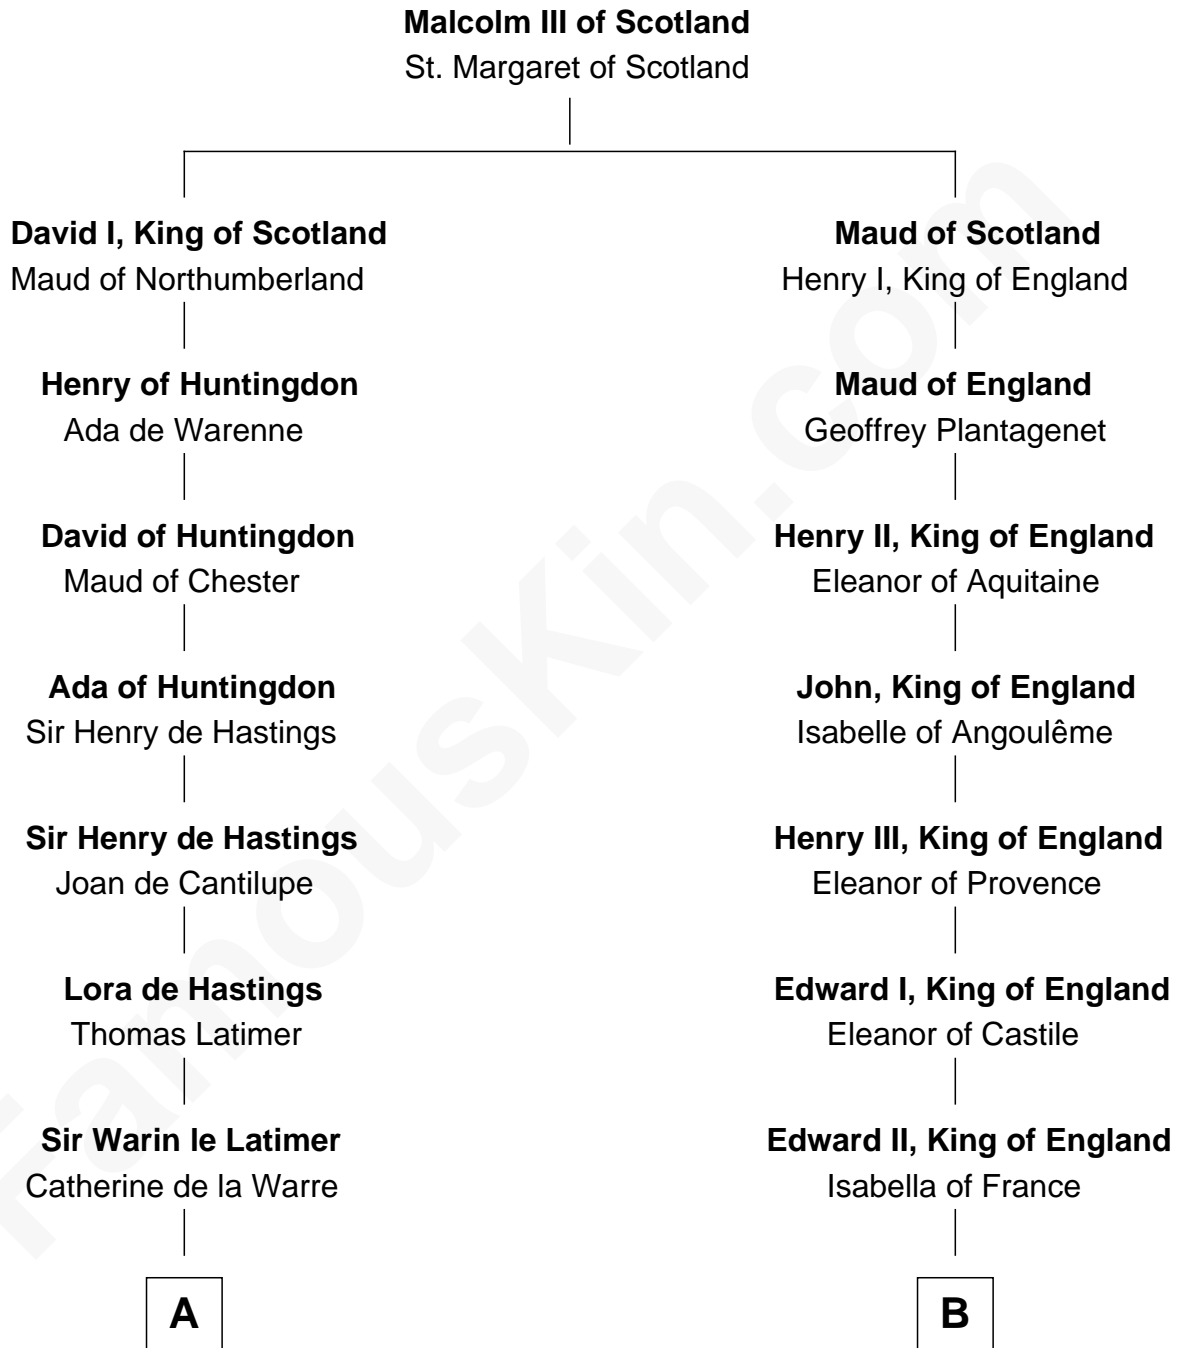 Malcolm III of Scotland
St. Margaret of Scotland
David I, King of Scotland
Maud of Northumberland
Maud of Scotland
Henry I, King of England
Henry of Huntingdon
Ada de Warenne
Maud of England
Geoffrey Plantagenet
David of Huntingdon
Maud of Chester
Henry II, King of England
Eleanor of Aquitaine
Ada of Huntingdon
Sir Henry de Hastings
John, King of England
Isabelle of Angoulême
Sir Henry de Hastings
Joan de Cantilupe
Henry III, King of England
Eleanor of Provence
Lora de Hastings
Thomas Latimer
Edward I, King of England
Eleanor of Castile
Sir Warin le Latimer
Catherine de la Warre
Edward II, King of England
Isabella of France
A
B
FamousKin.com